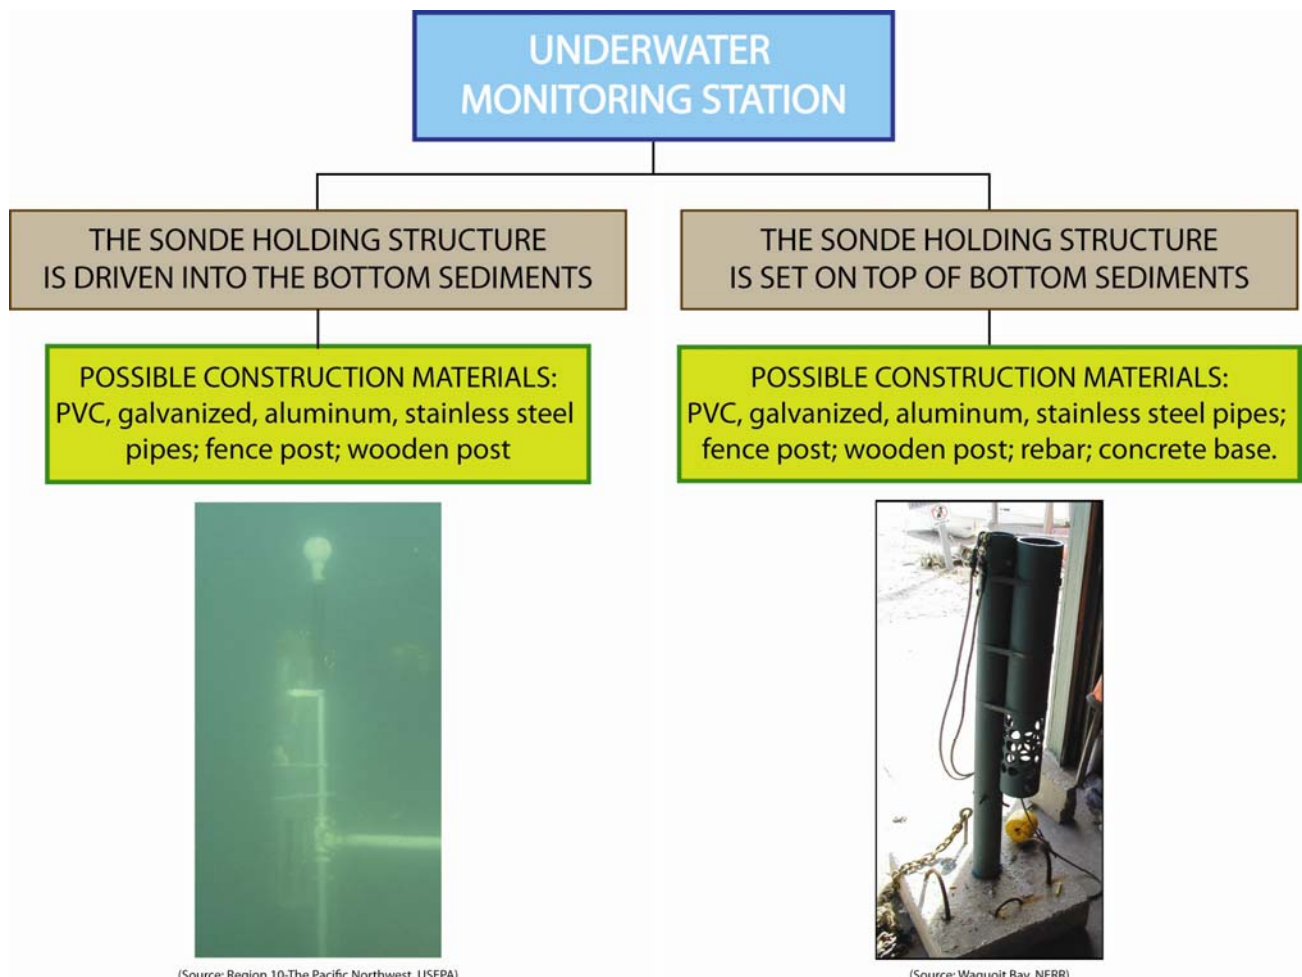 UNDERWATER
MONITORING STATION
THE SONDE HOLDING STRUCTURE
IS DRIVEN INTO THE BOTTOM SEDIMENTS
POSSIBLE CONSTRUCTION MATERIALS:
PVC, galvanized, aluminum, stainless steel
pipes; fence post; wooden post
(Source: Region 10-The Pacific Northwest, USEPA)
THE SONDE HOLDING STRUCTURE
IS SET ON TOP OF BOTTOM SEDIMENTS
POSSIBLE CONSTRUCTION MATERIALS:
PVC, galvanized, aluminum, stainless steel pipes;
fence post; wooden post; rebar; concrete base.
(Source: Waquoit Bay, NERR)